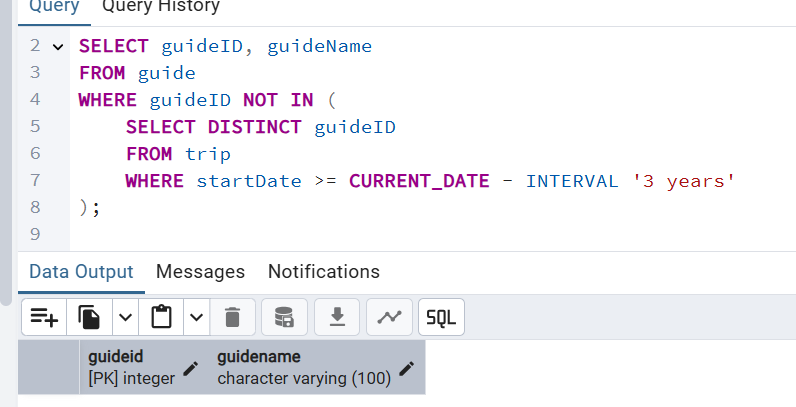 Query Query History
2 SELECT guideID, guideName
3 FROM guide
4 WHERE guideID NOT IN (
5 SELECT DISTINCT guideID
6 FROM trip
7 WHERE startDate >= CURRENT_DATE - INTERVAL '3 years'
8 );
9
Data Output Messages Notifications
SQL
guideid guidename
[PK] integer character varying (100)